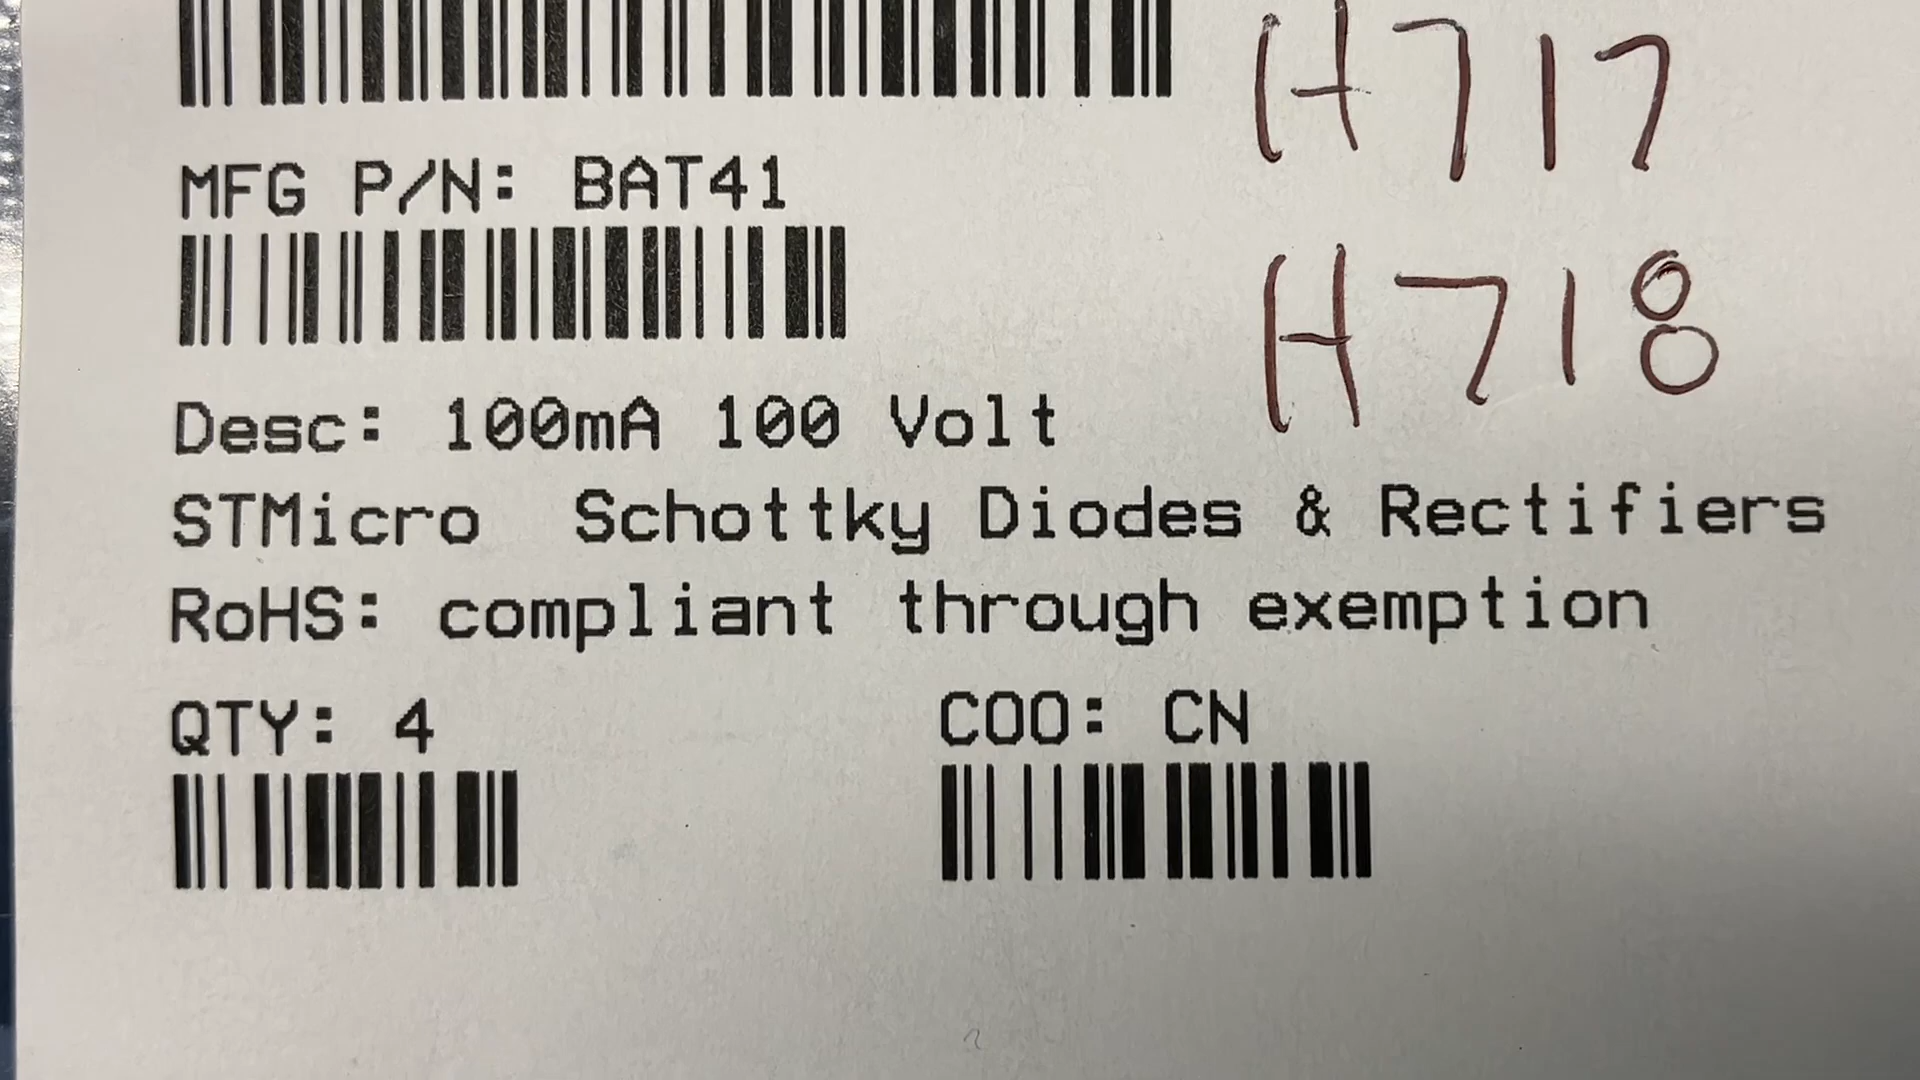 H717
MFG P/N: BAT41
H718
Desc: 100mA 100 Volt
STMicro Schottky Diodes & Rectifiers
RoHS: compliant through exemption
QTY: 4
COO: CN